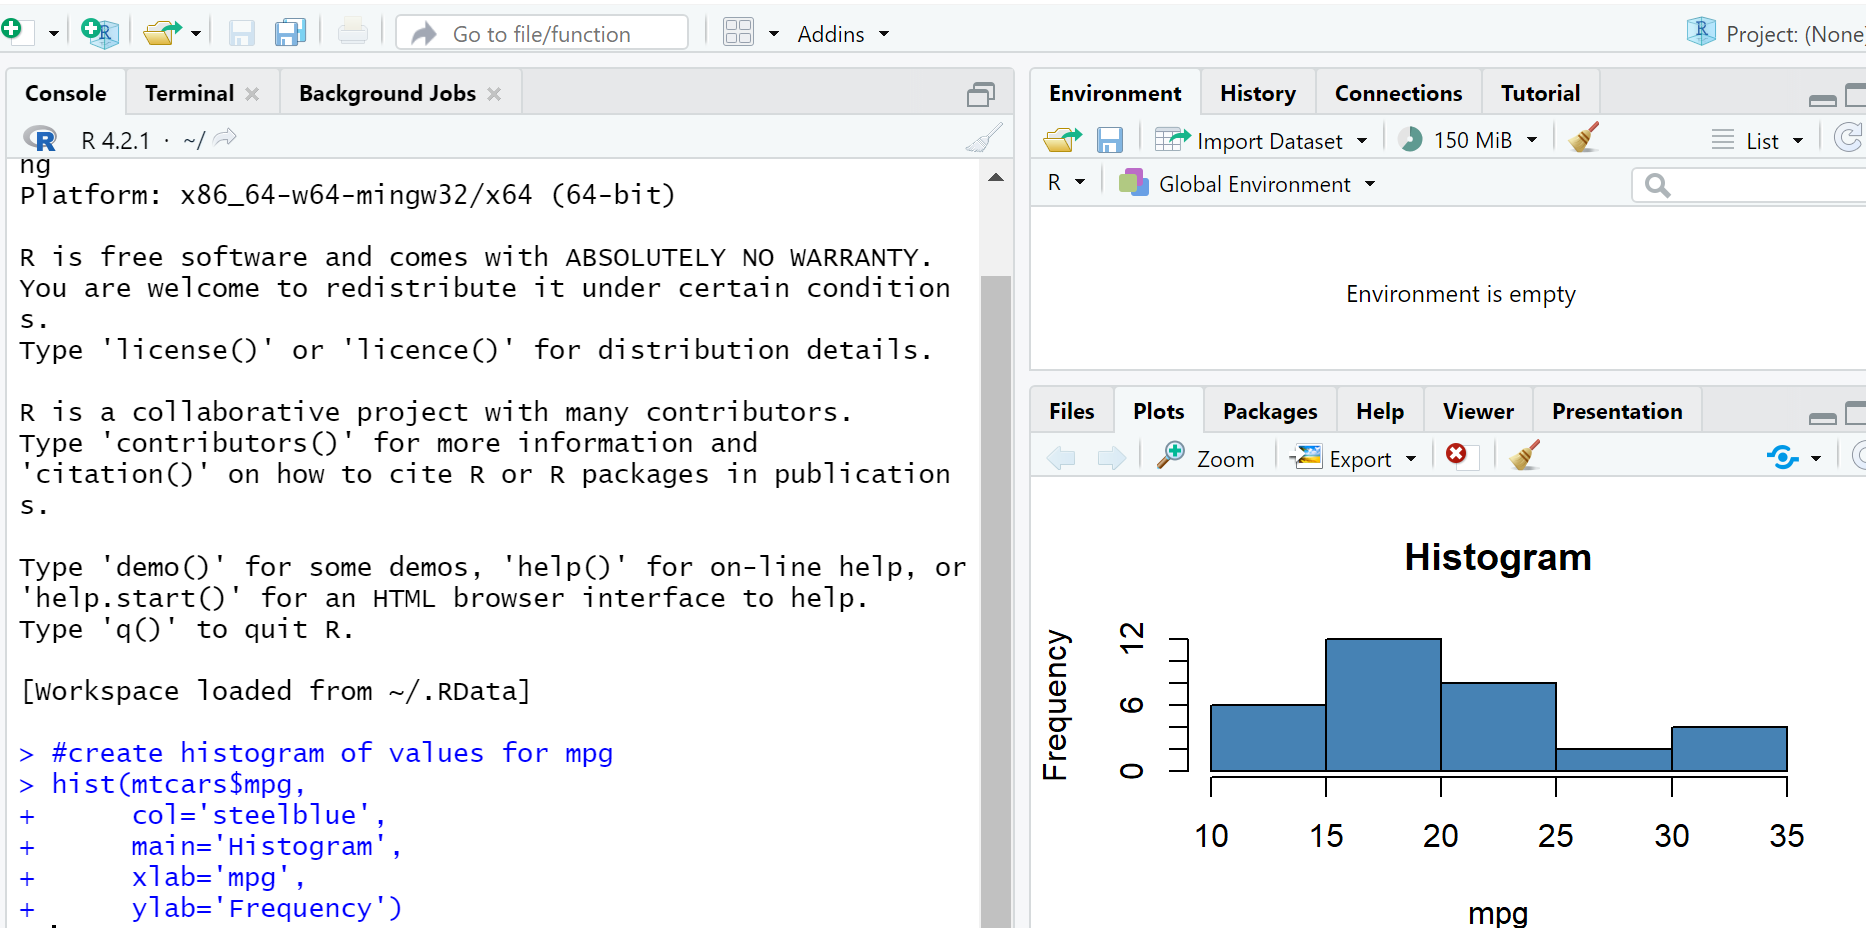 Go to file/function
Addins
Project: (None)
Console
Terminal
Background Jobs
R 4.2.1 · ~/
ng
Platform: x86_64-w64-mingw32/x64 (64-bit)
R is free software and comes with ABSOLUTELY NO WARRANTY.
You are welcome to redistribute it under certain condition
s.
Type 'license()' or 'licence()' for distribution details.
R is a collaborative project with many contributors.
Type 'contributors()' for more information and
'citation()' on how to cite R or R packages in publication
s.
Type 'demo()' for some demos, 'help()' for on-line help, or
'help.start()' for an HTML browser interface to help.
Type 'q()' to quit R.
[Workspace loaded from ~/.RData]
> #create histogram of values for mpg
> hist(mtcars$mpg,
+      col='steelblue',
+      main='Histogram',
+      xlab='mpg',
+      ylab='Frequency')
Environment
History
Connections
Tutorial
Import Dataset
150 MiB
List
R
Global Environment
Environment is empty
Files
Plots
Packages
Help
Viewer
Presentation
Zoom
Export
Histogram
Frequency
12
6
0
10 15 20 25 30 35
mpg